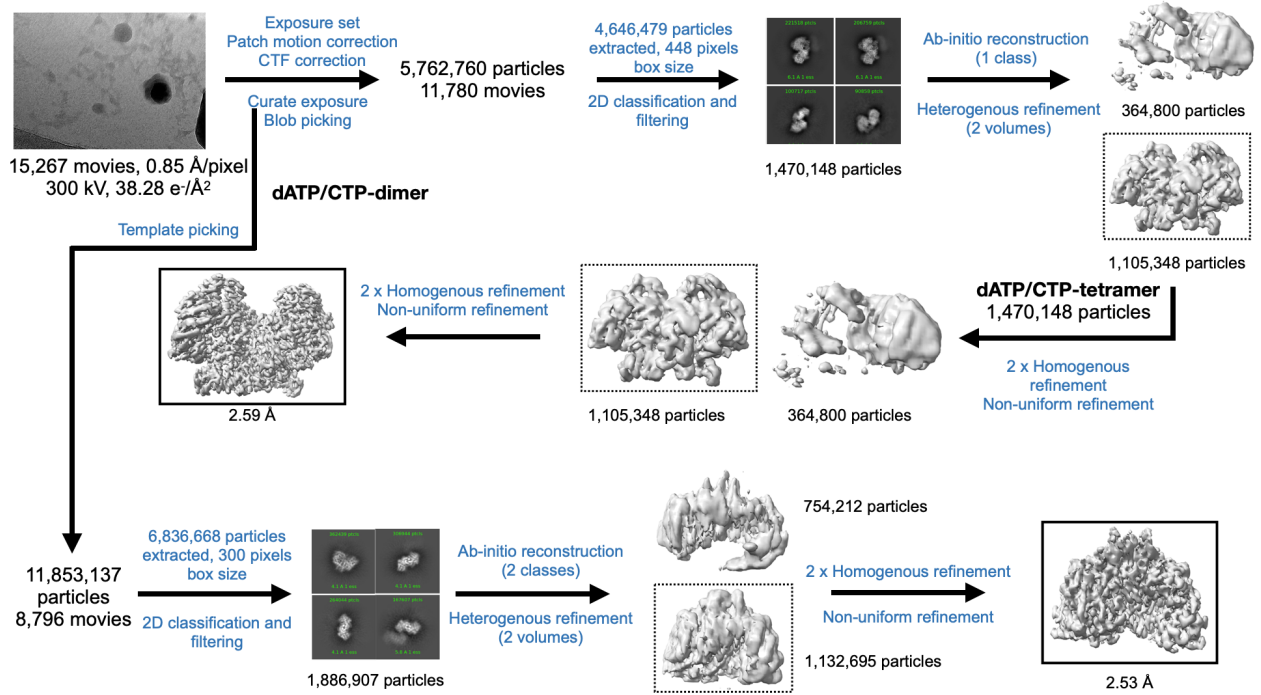 Exposure set
Patch motion correction
CTF correction
Curate exposure
Blob picking
15,267 movies, 0.85 Å/pixel
300 kV, 38.28 e-/Å2
5,762,760 particles
11,780 movies
4,646,479 particles
extracted, 448 pixels
box size
2D classification and
filtering
1,470,148 particles
Ab-initio reconstruction
(1 class)
Heterogenous refinement
(2 volumes)
364,800 particles
1,105,348 particles
dATP/CTP-dimer
Template picking
dATP/CTP-tetramer
1,470,148 particles
2 x Homogenous
refinement
Non-uniform refinement
364,800 particles
1,105,348 particles
2 x Homogenous refinement
Non-uniform refinement
2.59 Å
11,853,137
particles
8,796 movies
6,836,668 particles
extracted, 300 pixels
box size
2D classification and
filtering
1,886,907 particles
Ab-initio reconstruction
(2 classes)
Heterogenous refinement
(2 volumes)
754,212 particles
1,132,695 particles
2 x Homogenous refinement
Non-uniform refinement
2.53 Å